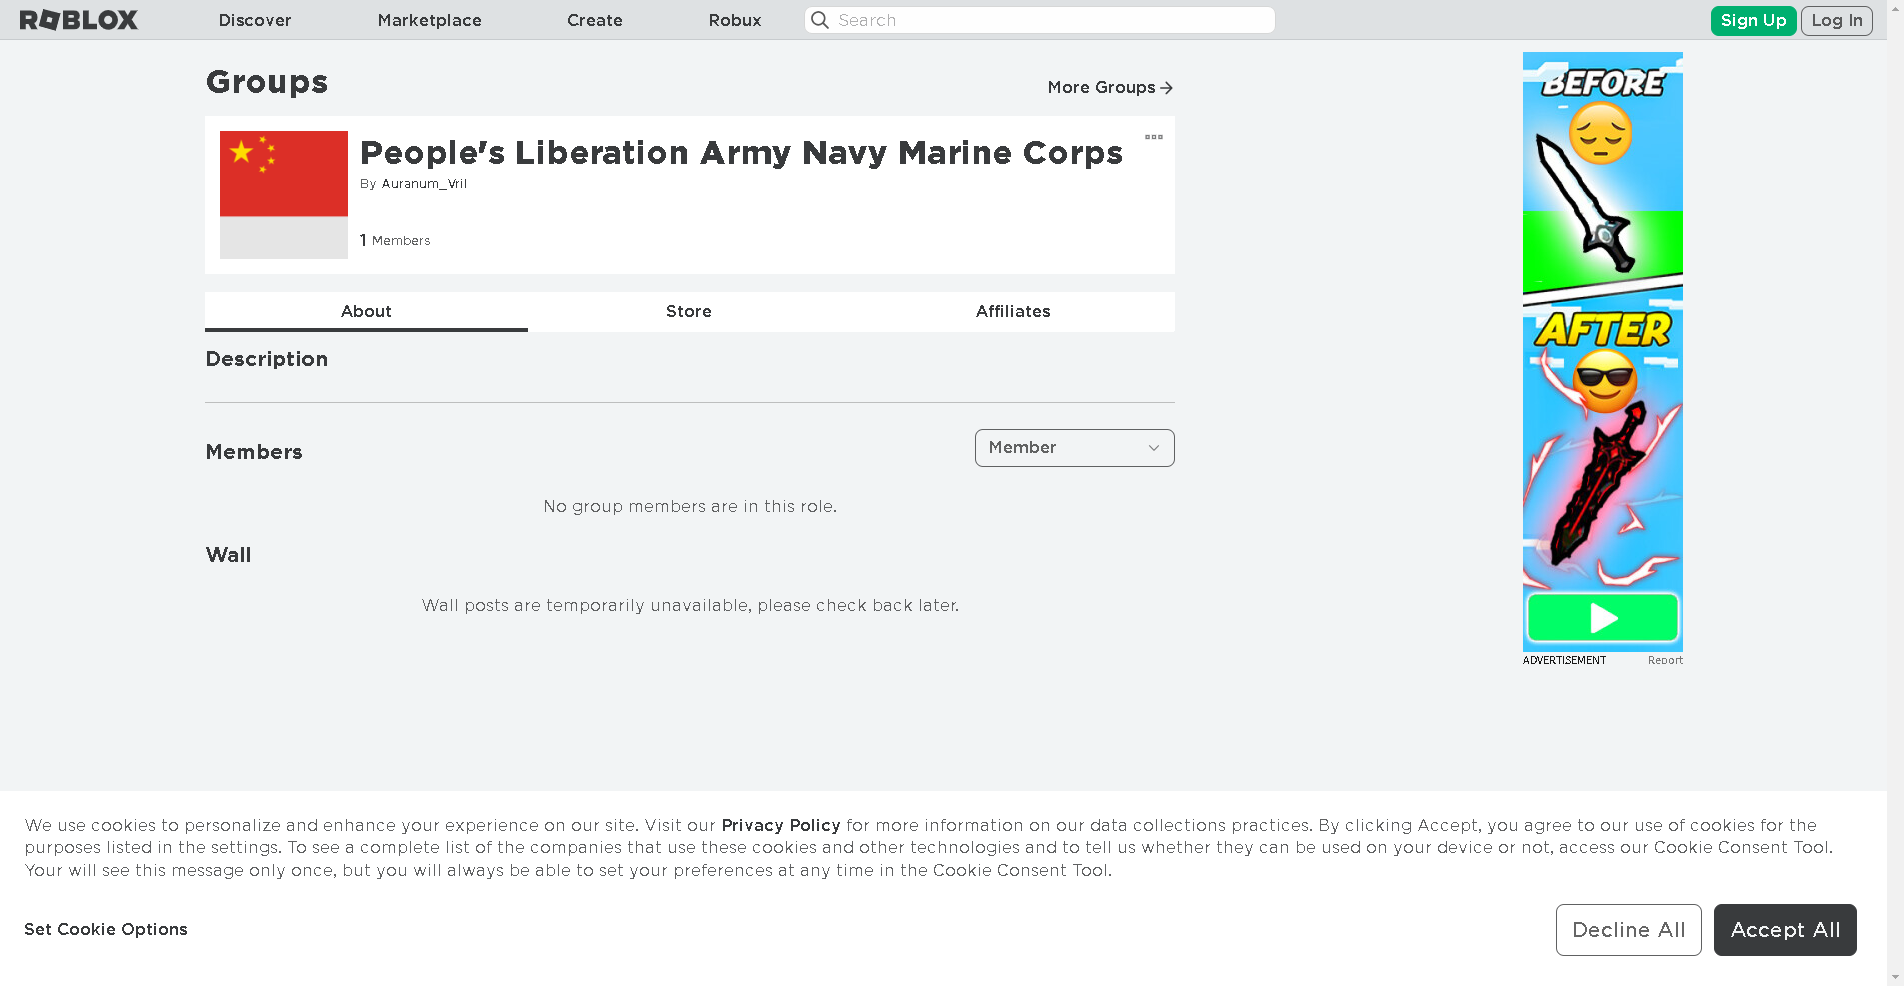 ROBLOX Discover Marketplace Create Robux Search Sign Up Log In
Groups
More Groups
People's Liberation Army Navy Marine Corps
By Auranum_Vril
1 Members
About Store Affiliates
Description
Members
Member
No group members are in this role.
Wall
Wall posts are temporarily unavailable, please check back later.
BEFORE
AFTER
ADVERTISEMENT Report
We use cookies to personalize and enhance your experience on our site. Visit our Privacy Policy for more information on our data collections practices. By clicking Accept, you agree to our use of cookies for the
purposes listed in the settings. To see a complete list of the companies that use these cookies and other technologies and to tell us whether they can be used on your device or not, access our Cookie Consent Tool.
Your will see this message only once, but you will always be able to set your preferences at any time in the Cookie Consent Tool.
Set Cookie Options
Decline All
Accept All